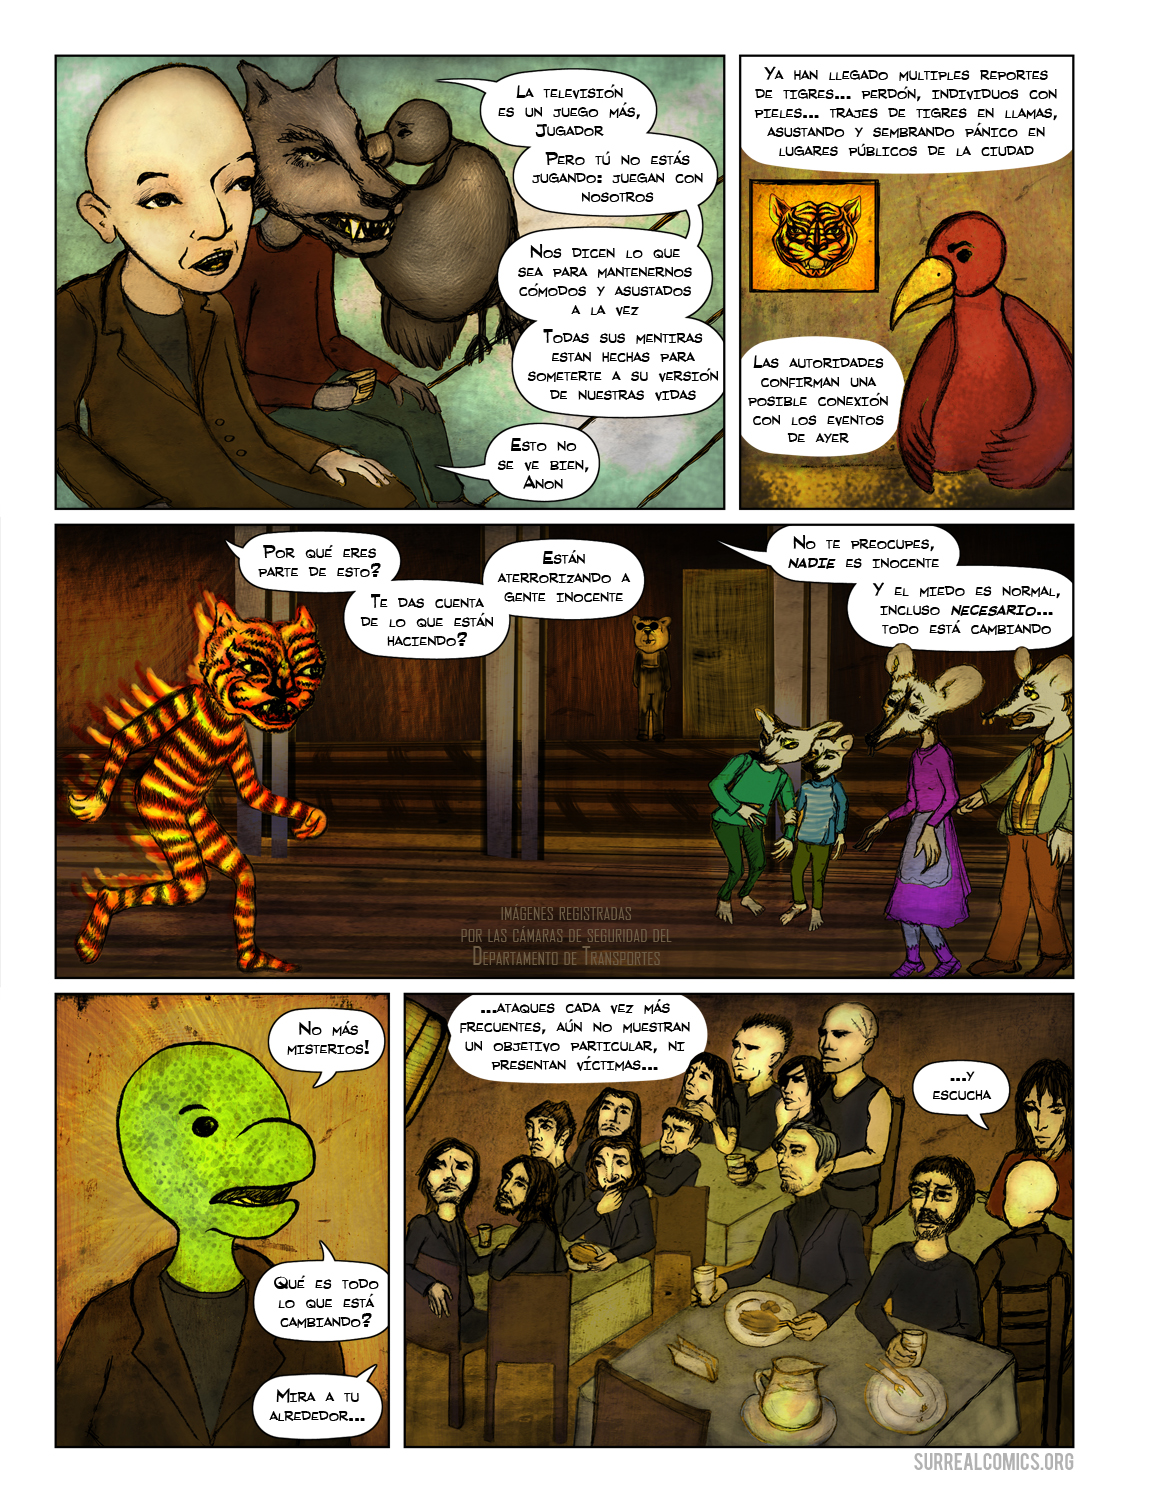 La televisión
es un juego más,
Jugador
Pero tú no estás
jugando: juegan con
nosotros
Nos dicen lo que
sea para mantenernos
cómodos y asustados
a la vez
Todas sus mentiras
estan hechas para
someterte a su versión
de nuestras vidas
Esto no
se ve bien,
Anon
Ya han llegado multiples reportes
de tigres... perdón, individuos con
pieles... trajes de tigres en llamas,
asustando y sembrando pánico en
lugares públicos de la ciudad
Las autoridades
confirman una
posible conexión
con los eventos
de ayer
Por qué eres
parte de esto?
Te das cuenta
de lo que están
haciendo?
Están
aterrorizando a
gente inocente
No te preocupes,
nadie es inocente
Y el miedo es normal,
incluso necesario...
todo está cambiando
imágenes registradas
por las cámaras de seguridad del
Departamento de Transportes
No más
misterios!
Qué es todo
lo que está
cambiando?
Mira a tu
alrededor...
...ataques cada vez más
frecuentes, aún no muestran
un objetivo particular, ni
presentan víctimas...
...y
escucha
SURREALCOMICS.ORG